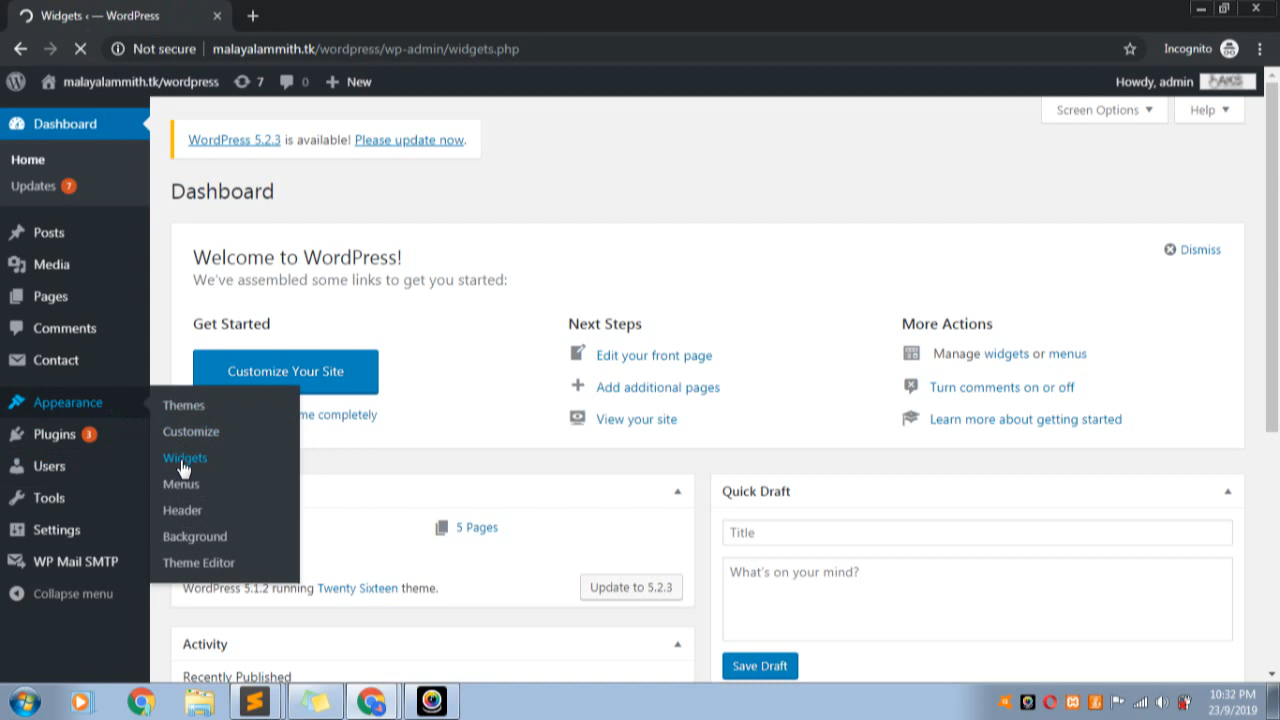 Widgets ‹ — WordPress
Not secure malayalammith.tk/wordpress/wp-admin/widgets.php
Incognito
malayalammith.tk/wordpress 7 0 New
Howdy, admin
Screen Options Help
Dashboard
Home
Updates 7
Posts
Media
Pages
Comments
Contact
Appearance
Plugins 3
Users
Tools
Settings
WP Mail SMTP
Collapse menu
Themes
Customize
Widgets
Menus
Header
Background
Theme Editor
WordPress 5.2.3 is available! Please update now.
Dashboard
Welcome to WordPress!
We've assembled some links to get you started:
Dismiss
Get Started
Customize Your Site
me completely
Next Steps
Edit your front page
Add additional pages
View your site
More Actions
Manage widgets or menus
Turn comments on or off
Learn more about getting started
5 Pages
WordPress 5.1.2 running Twenty Sixteen theme.
Update to 5.2.3
Activity
Recently Published
Quick Draft
Title
What's on your mind?
Save Draft
10:32 PM
23/9/2019